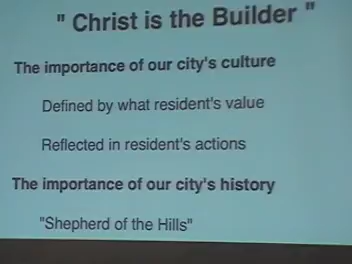 " Christ is the Builder "
The importance of our city's culture
Defined by what resident's value
Reflected in resident's actions
The importance of our city's history
"Shepherd of the Hills"